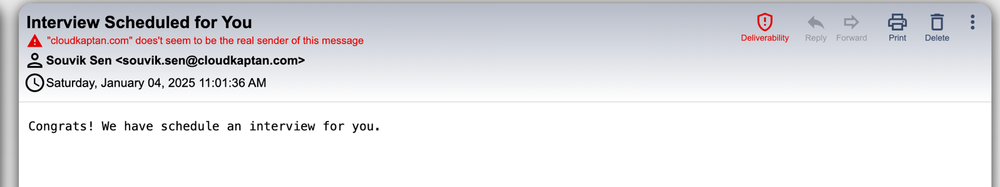 Interview Scheduled for You
"cloudkaptan.com" does't seem to be the real sender of this message
Souvik Sen <souvik.sen@cloudkaptan.com>
Saturday, January 04, 2025 11:01:36 AM
Deliverability
Reply
Forward
Print
Delete
Congrats! We have schedule an interview for you.